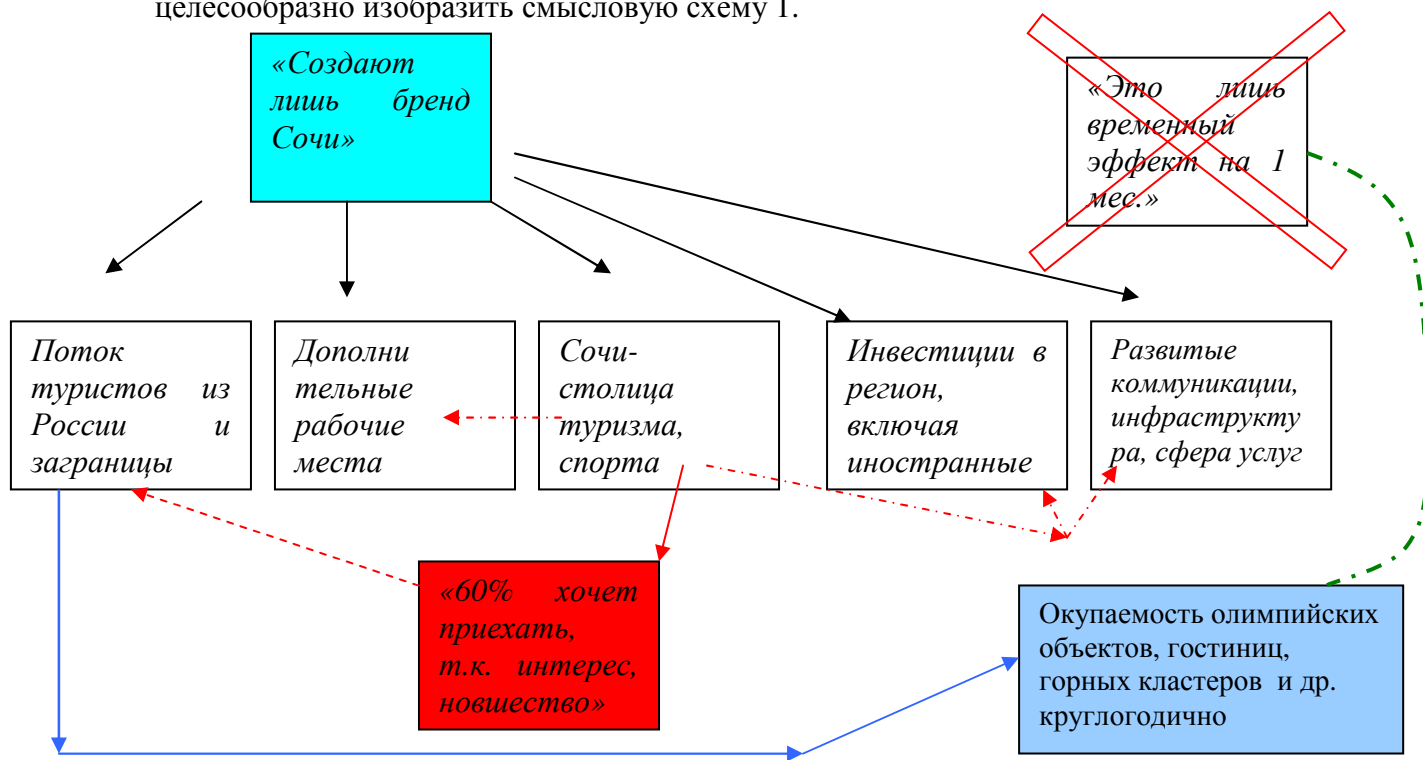 целесообразно изобразить смысловую схему 1.
«Создают
лишь бренд
Сочи»
«Это лишь
временный
эффект на 1
мес.»
Поток
туристов из
России и
заграницы
Дополни
тельные
рабочие
места
Сочи-
столица
туризма,
спорта
Инвестиции в
регион,
включая
иностранные
Развитые
коммуникации,
инфраструкту
ра, сфера услуг
«60% хочет
приехать,
т.к. интерес,
новшество»
Окупаемость олимпийских
объектов, гостиниц,
горных кластеров и др.
круглогодично